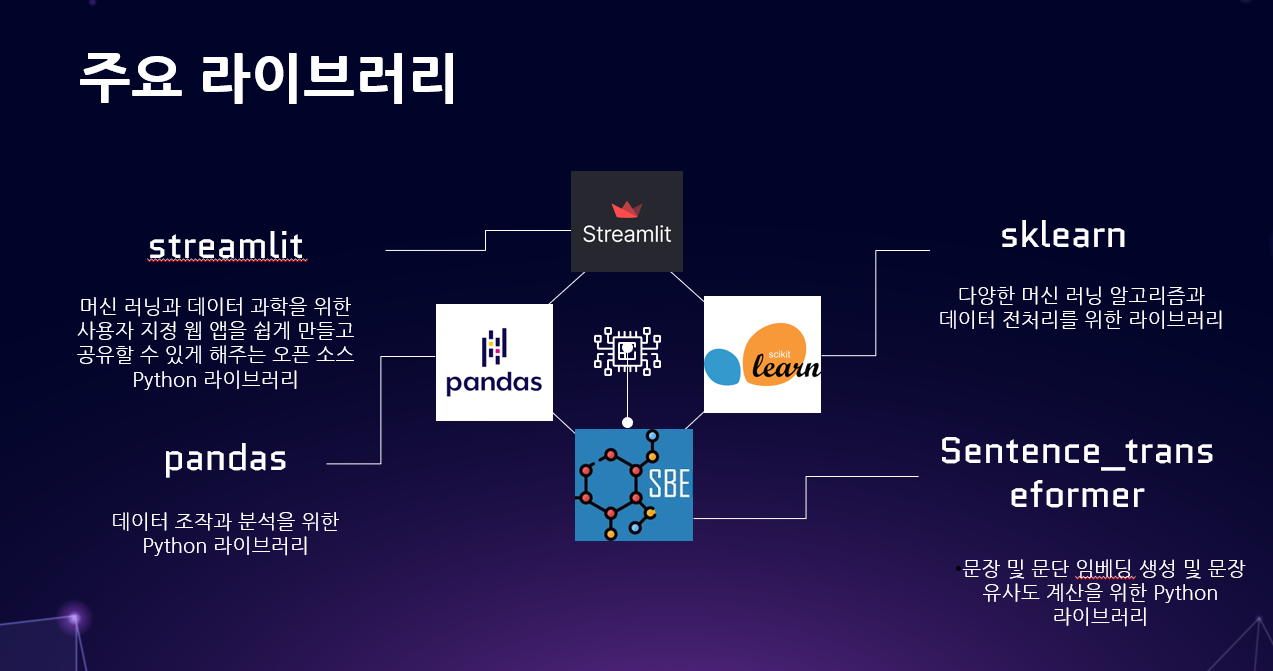 주요 라이브러리
streamlit
머신 러닝과 데이터 과학을 위한
사용자 지정 웹 앱을 쉽게 만들고
공유할 수 있게 해주는 오픈 소스
Python 라이브러리
pandas
데이터 조작과 분석을 위한
Python 라이브러리
Streamlit
pandas
scikit
learn
SBE
sklearn
다양한 머신 러닝 알고리즘과
데이터 전처리를 위한 라이브러리
Sentence_trans
eformer
•문장 및 문단 임베딩 생성 및 문장
유사도 계산을 위한 Python
라이브러리